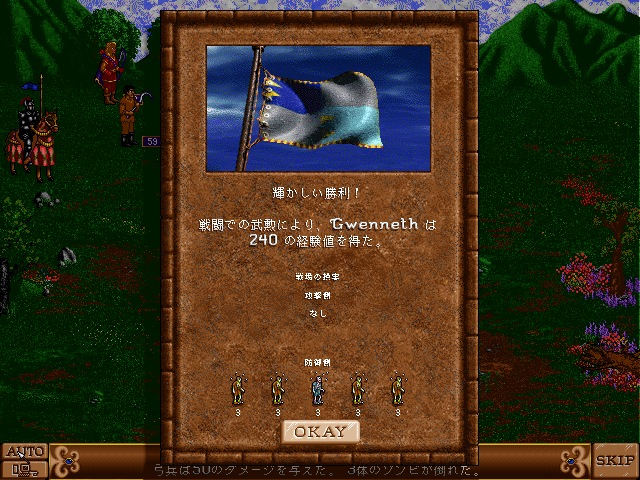 59
輝かしい勝利！
戦闘での武勲により、Gwenneth は
240 の経験値を得た。
戦場の損害
攻撃側
なし
防御側
3 3 3 3 3
OKAY
AUTO
弓兵は50のダメージを与えた。 3体のゾンビが倒れた。
SKIP